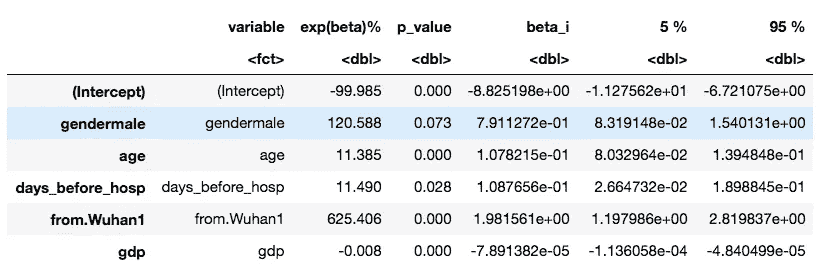 variable exp(beta)% p_value beta_i 5 % 95 %
<fct> <dbl> <dbl> <dbl> <dbl> <dbl>
(Intercept) (Intercept) -99.985 0.000 -8.825198e+00 -1.127562e+01 -6.721075e+00
gendermale gendermale 120.588 0.073 7.911272e-01 8.319148e-02 1.540131e+00
age age 11.385 0.000 1.078215e-01 8.032964e-02 1.394848e-01
days_before_hosp days_before_hosp 11.490 0.028 1.087656e-01 2.664732e-02 1.898845e-01
from.Wuhan1 from.Wuhan1 625.406 0.000 1.981561e+00 1.197986e+00 2.819837e+00
gdp gdp -0.008 0.000 -7.891382e-05 -1.136058e-04 -4.840499e-05